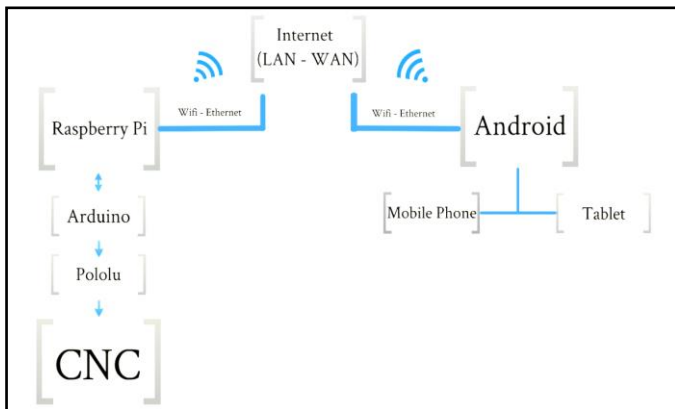 Internet
(LAN - WAN)
Wifi - Ethernet
Wifi - Ethernet
Raspberry Pi
Android
Arduino
Mobile Phone
Tablet
Pololu
CNC